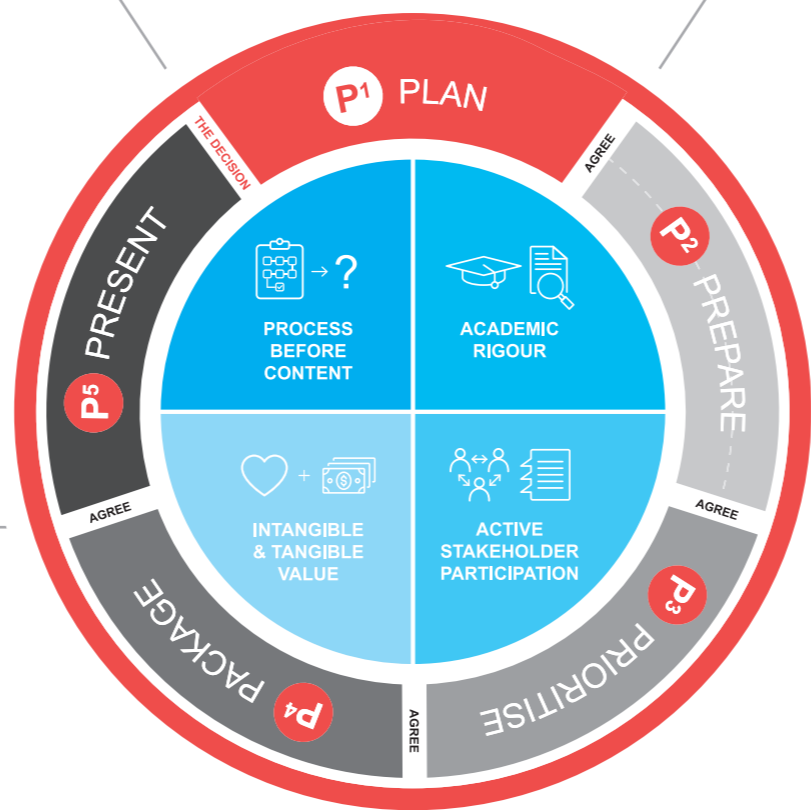 P1 PLAN
AGREE
P2 PREPARE
AGREE
P3 PRIORITISE
AGREE
P4 PACKAGE
AGREE
P5 PRESENT
THE DECISION
?
PROCESS
BEFORE
CONTENT
ACADEMIC
RIGOUR
+
$
INTANGIBLE
& TANGIBLE
VALUE
ACTIVE
STAKEHOLDER
PARTICIPATION